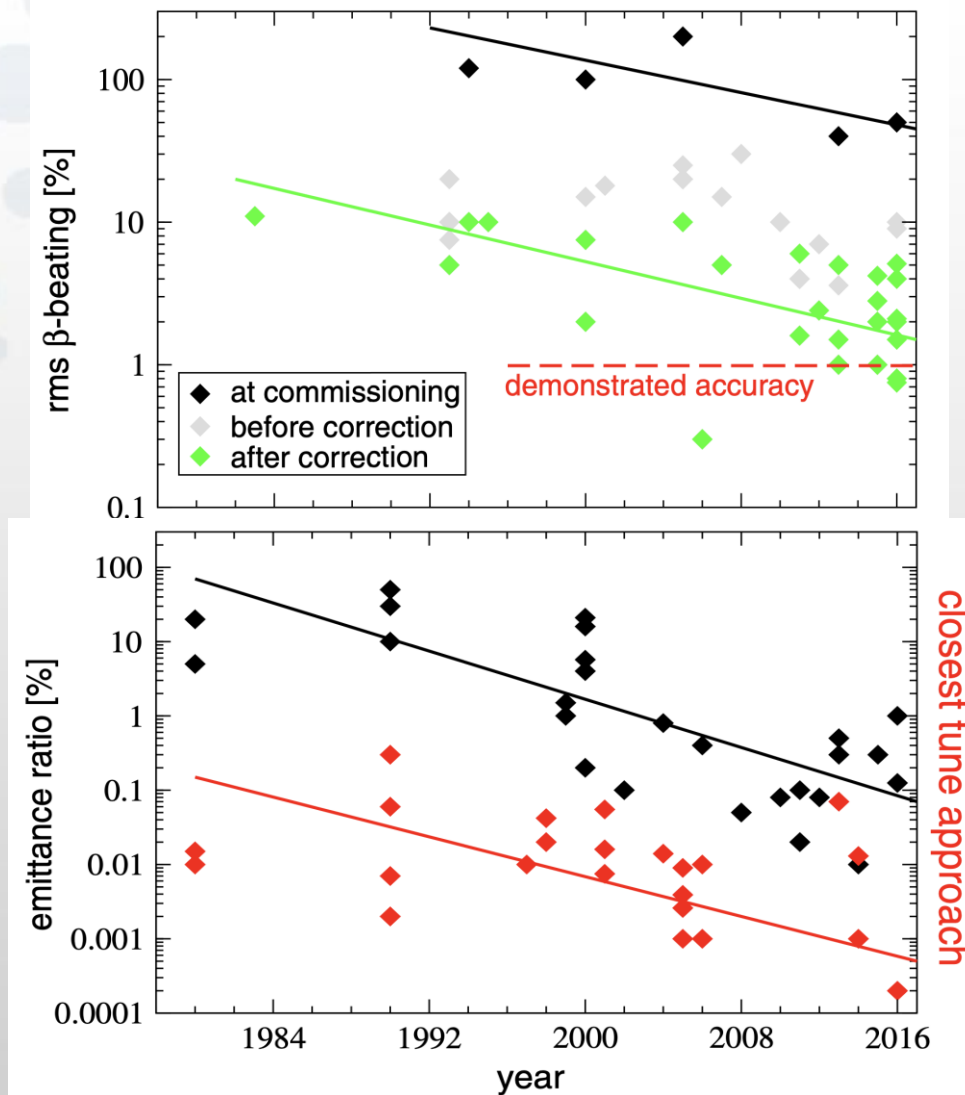 100
10
1
0.1
rms β-beating [%]
demonstrated accuracy
at commissioning
before correction
after correction
100
10
1
0.1
0.01
0.001
0.0001
emittance ratio [%]
closest tune approach
1984 1992 2000 2008 2016
year